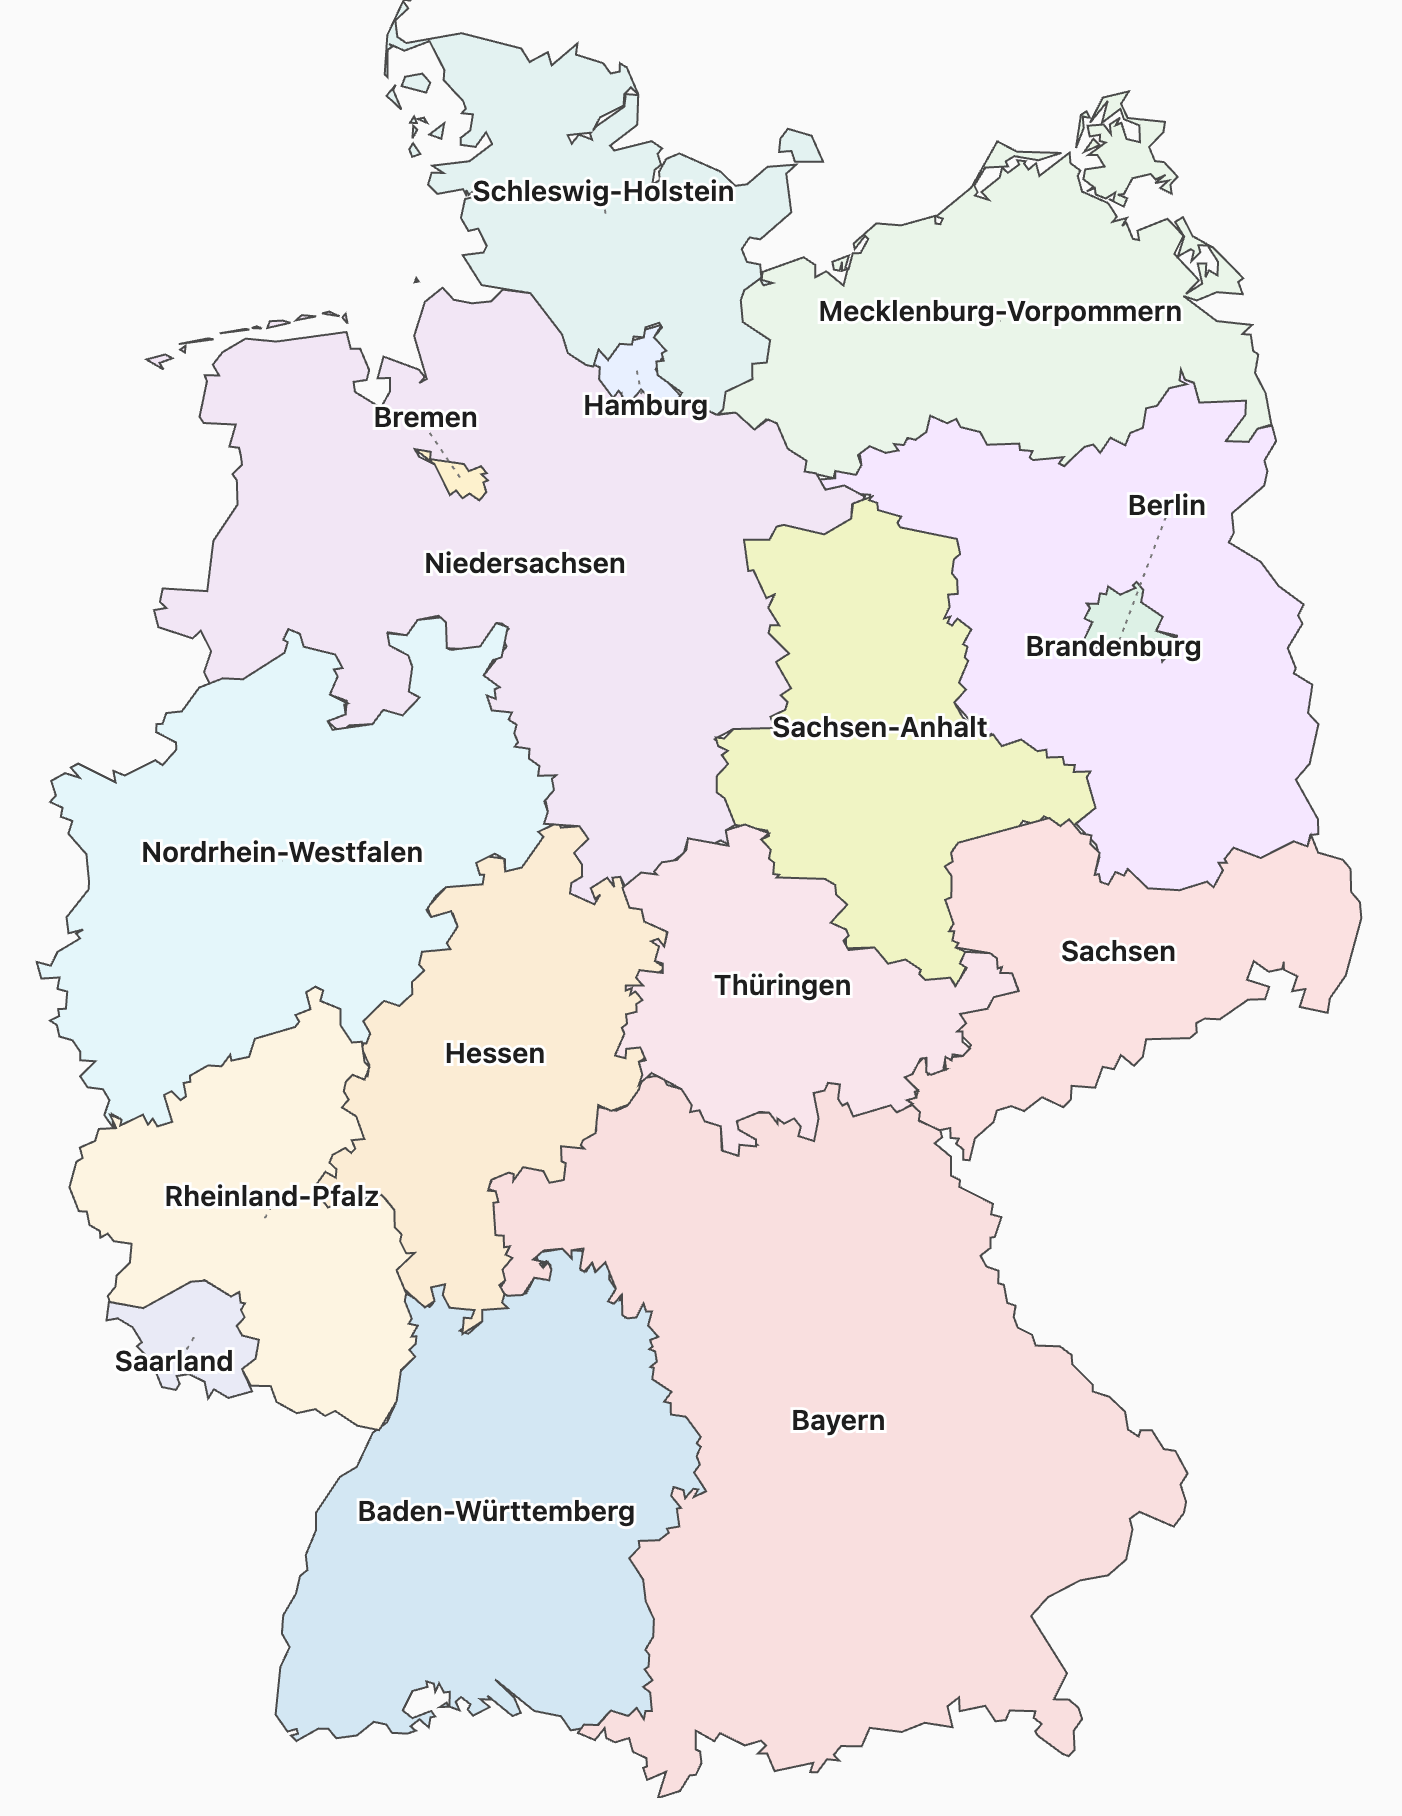 Schleswig-Holstein
Mecklenburg-Vorpommern
Hamburg
Bremen
Berlin
Niedersachsen
Brandenburg
Sachsen-Anhalt
Nordrhein-Westfalen
Sachsen
Thüringen
Hessen
Rheinland-Pfalz
Saarland
Bayern
Baden-Württemberg